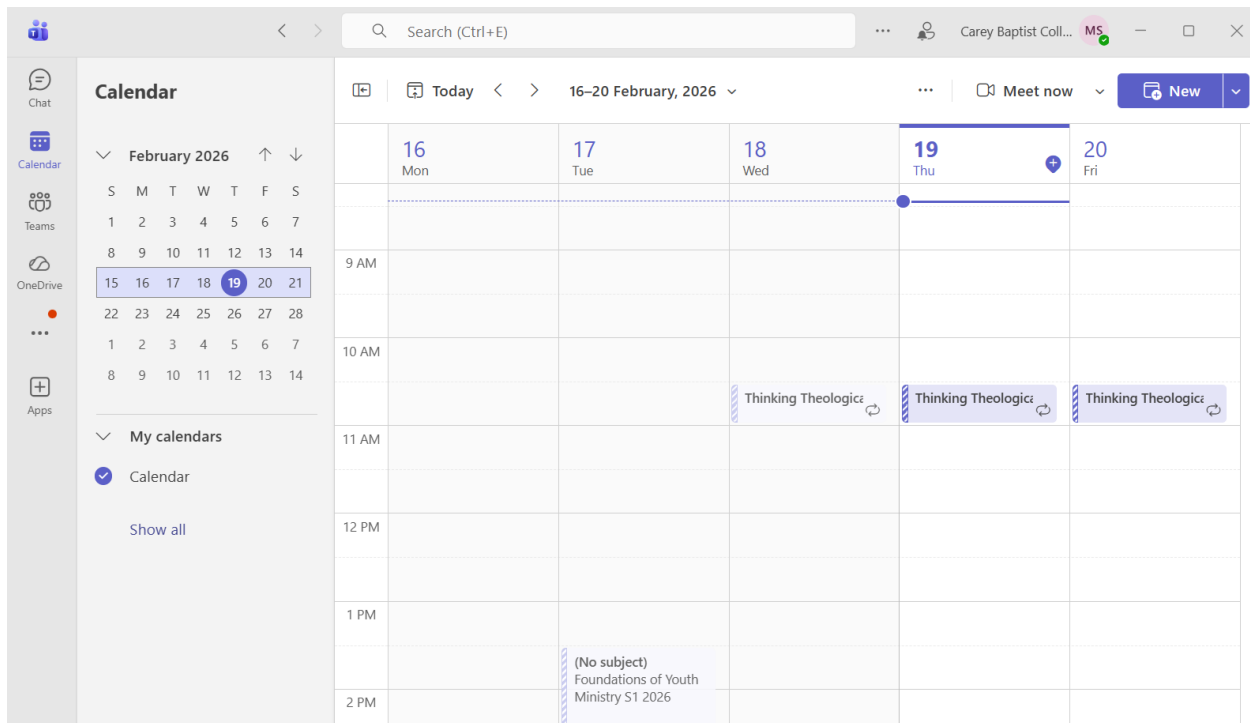 Search (Ctrl+E)
Carey Baptist Coll...
MS
Chat
Calendar
Teams
OneDrive
Apps
Calendar
February 2026
S M T W T F S
1 2 3 4 5 6 7
8 9 10 11 12 13 14
15 16 17 18 19 20 21
22 23 24 25 26 27 28
1 2 3 4 5 6 7
8 9 10 11 12 13 14
My calendars
Calendar
Show all
Today
16–20 February, 2026
Meet now
New
16
Mon
17
Tue
18
Wed
19
Thu
20
Fri
9 AM
10 AM
Thinking Theologica
Thinking Theologica
Thinking Theologica
11 AM
12 PM
1 PM
(No subject)
Foundations of Youth
Ministry S1 2026
2 PM